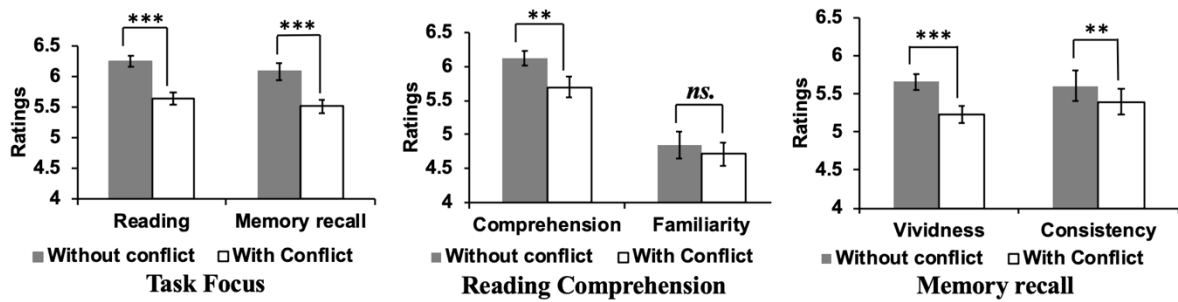 ***
***
6.5
6
5.5
5
4.5
4
Ratings
Reading
Memory recall
Without conflict
With Conflict
Task Focus
**
ns.
6.5
6
5.5
5
4.5
4
Ratings
Comprehension
Familiarity
Without conflict
With Conflict
Reading Comprehension
***
**
6.5
6
5.5
5
4.5
4
Ratings
Vividness
Consistency
Without conflict
With Conflict
Memory recall